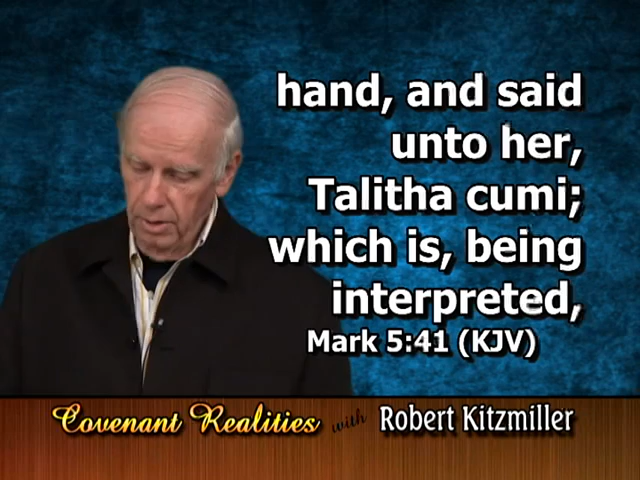 hand, and said
unto her,
Talitha cumi;
which is, being
interpreted,
Mark 5:41 (KJV)
Covenant Realities with Robert Kitzmiller